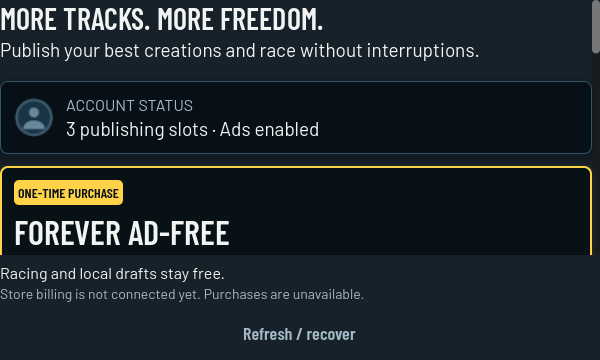 MORE TRACKS. MORE FREEDOM.
Publish your best creations and race without interruptions.
ACCOUNT STATUS
3 publishing slots · Ads enabled
ONE-TIME PURCHASE
FOREVER AD-FREE
Racing and local drafts stay free.
Store billing is not connected yet. Purchases are unavailable.
Refresh / recover